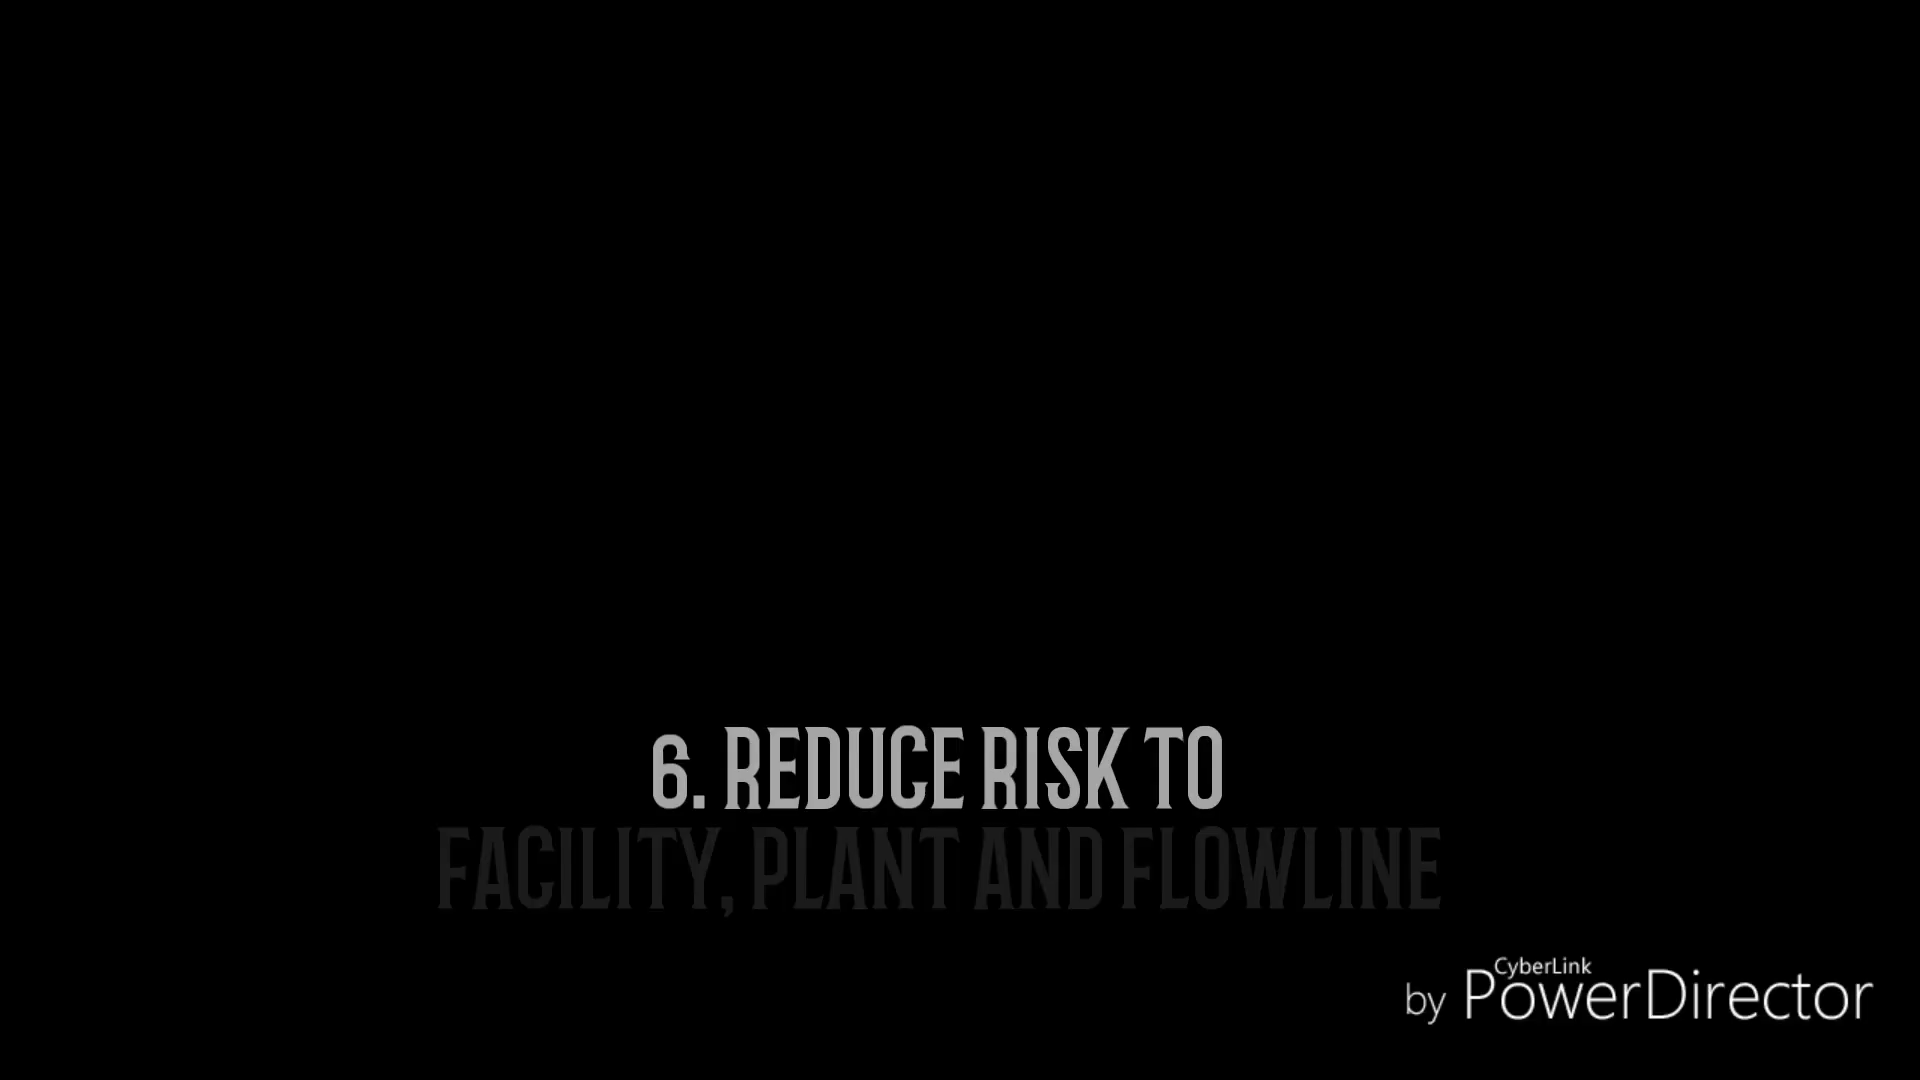 6. REDUCE RISK TO
FACILITY, PLANT AND FLOWLINE
by CyberLink PowerDirector